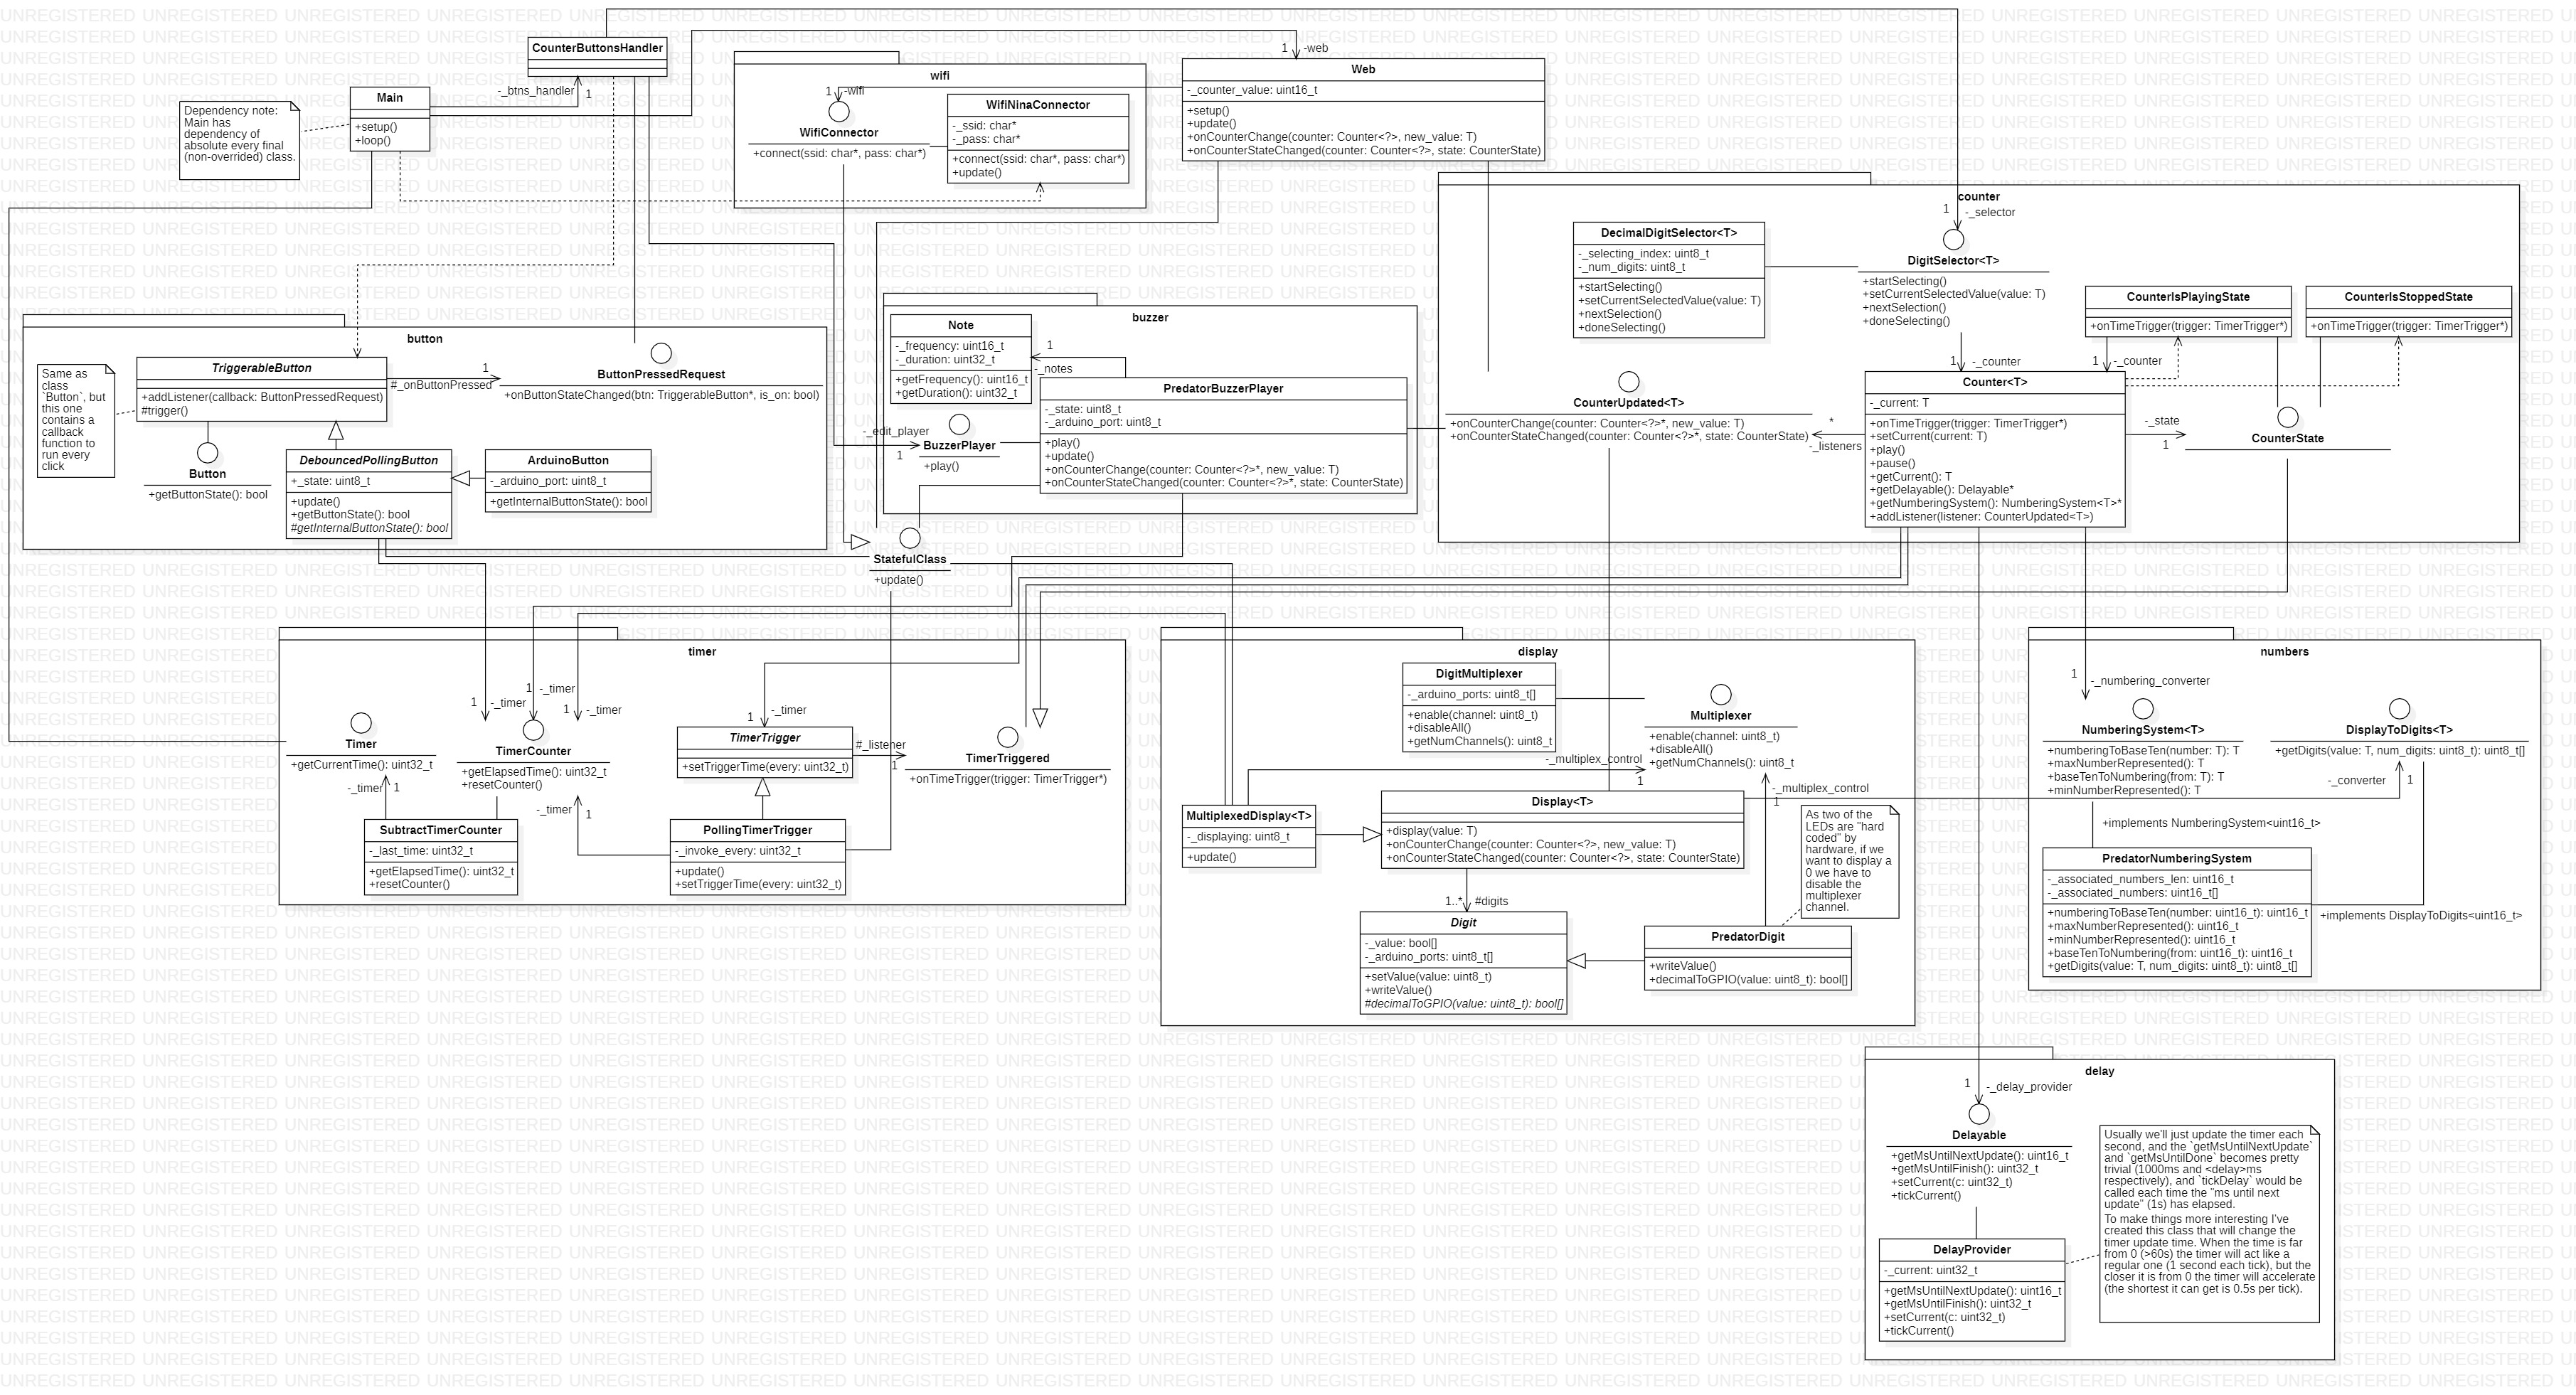 CounterButtonsHandler
-_btns_handler
1
Main
+setup()
+loop()
Dependency note:
Main has
dependency of
absolute every final
(non-overrided) class.
wifi
1
-wifi
WifiConnector
+connect(ssid: char*, pass: char*)
WifiNinaConnector
-_ssid: char*
-_pass: char*
+connect(ssid: char*, pass: char*)
+update()
1
-web
Web
-_counter_value: uint16_t
+setup()
+update()
+onCounterChange(counter: Counter<?>, new_value: T)
+onCounterStateChanged(counter: Counter<?>, state: CounterState)
counter
1
-_selector
DecimalDigitSelector<T>
-_selecting_index: uint8_t
-_num_digits: uint8_t
+startSelecting()
+setCurrentSelectedValue(value: T)
+nextSelection()
+doneSelecting()
DigitSelector<T>
+startSelecting()
+setCurrentSelectedValue(value: T)
+nextSelection()
+doneSelecting()
CounterIsPlayingState
+onTimeTrigger(trigger: TimerTrigger*)
CounterIsStoppedState
+onTimeTrigger(trigger: TimerTrigger*)
1
-_counter
1
-_counter
CounterUpdated<T>
+onCounterChange(counter: Counter<?>*, new_value: T)
+onCounterStateChanged(counter: Counter<?>*, state: CounterState)
*
-_listeners
Counter<T>
-_current: T
+onTimeTrigger(trigger: TimerTrigger*)
+setCurrent(current: T)
+play()
+pause()
+getCurrent(): T
+getDelayable(): Delayable*
+getNumberingSystem(): NumberingSystem<T>*
+addListener(listener: CounterUpdated<T>)
-_state
1
CounterState
button
Same as
class
`Button`, but
this one
contains a
callback
function to
run every
click
TriggerableButton
+addListener(callback: ButtonPressedRequest)
#trigger()
1
#_onButtonPressed
ButtonPressedRequest
+onButtonStateChanged(btn: TriggerableButton*, is_on: bool)
Button
+getButtonState(): bool
DebouncedPollingButton
+_state: uint8_t
+update()
+getButtonState(): bool
#getInternalButtonState(): bool
ArduinoButton
-_arduino_port: uint8_t
+getInternalButtonState(): bool
buzzer
Note
-_frequency: uint16_t
-_duration: uint32_t
+getFrequency(): uint16_t
+getDuration(): uint32_t
1
-_notes
PredatorBuzzerPlayer
-_state: uint8_t
-_arduino_port: uint8_t
+play()
+update()
+onCounterChange(counter: Counter<?>*, new_value: T)
+onCounterStateChanged(counter: Counter<?>*, state: CounterState)
-_edit_player
1
BuzzerPlayer
+play()
StatefulClass
+update()
timer
1
-_timer
1
-_timer
1
-_timer
1
-_timer
Timer
+getCurrentTime(): uint32_t
TimerCounter
+getElapsedTime(): uint32_t
+resetCounter()
TimerTrigger
+setTriggerTime(every: uint32_t)
#_listener
1
TimerTriggered
+onTimeTrigger(trigger: TimerTrigger*)
-_timer
1
-_timer
1
SubtractTimerCounter
-_last_time: uint32_t
+getElapsedTime(): uint32_t
+resetCounter()
PollingTimerTrigger
-_invoke_every: uint32_t
+update()
+setTriggerTime(every: uint32_t)
display
DigitMultiplexer
-_arduino_ports: uint8_t[]
+enable(channel: uint8_t)
+disableAll()
+getNumChannels(): uint8_t
Multiplexer
+enable(channel: uint8_t)
+disableAll()
+getNumChannels(): uint8_t
-_multiplex_control
1
-_multiplex_control
1
MultiplexedDisplay<T>
-_displaying: uint8_t
+update()
Display<T>
+display(value: T)
+onCounterChange(counter: Counter<?>, new_value: T)
+onCounterStateChanged(counter: Counter<?>, state: CounterState)
As two of the
LEDs are "hard
coded" by
hardware, if we
want to display a
0 we have to
disable the
multiplexer
channel.
1..*
#digits
Digit
-_value: bool[]
-_arduino_ports: uint8_t[]
+setValue(value: uint8_t)
+writeValue()
#decimalToGPIO(value: uint8_t): bool[]
PredatorDigit
+writeValue()
+decimalToGPIO(value: uint8_t): bool[]
numbers
1
-_numbering_converter
NumberingSystem<T>
+numberingToBaseTen(number: T): T
+maxNumberRepresented(): T
+baseTenToNumbering(from: T): T
+minNumberRepresented(): T
DisplayToDigits<T>
+getDigits(value: T, num_digits: uint8_t): uint8_t[]
-_converter
1
+implements NumberingSystem<uint16_t>
PredatorNumberingSystem
-_associated_numbers_len: uint16_t
-_associated_numbers: uint16_t[]
+numberingToBaseTen(number: uint16_t): uint16_t
+maxNumberRepresented(): uint16_t
+minNumberRepresented(): uint16_t
+baseTenToNumbering(from: uint16_t): uint16_t
+getDigits(value: T, num_digits: uint8_t): uint8_t[]
+implements DisplayToDigits<uint16_t>
delay
1
-_delay_provider
Delayable
+getMsUntilNextUpdate(): uint16_t
+getMsUntilFinish(): uint32_t
+setCurrent(c: uint32_t)
+tickCurrent()
DelayProvider
-_current: uint32_t
+getMsUntilNextUpdate(): uint16_t
+getMsUntilFinish(): uint32_t
+setCurrent(c: uint32_t)
+tickCurrent()
Usually we'll just update the timer each
second, and the `getMsUntilNextUpdate`
and `getMsUntilDone` becomes pretty
trivial (1000ms and <delay>ms
respectively), and `tickDelay` would be
called each time the "ms until next
update" (1s) has elapsed.
To make things more interesting I've
created this class that will change the
timer update time. When the time is far
from 0 (>60s) the timer will act like a
regular one (1 second each tick), but the
closer it is from 0 the timer will accelerate
(the shortest it can get is 0.5s per tick).